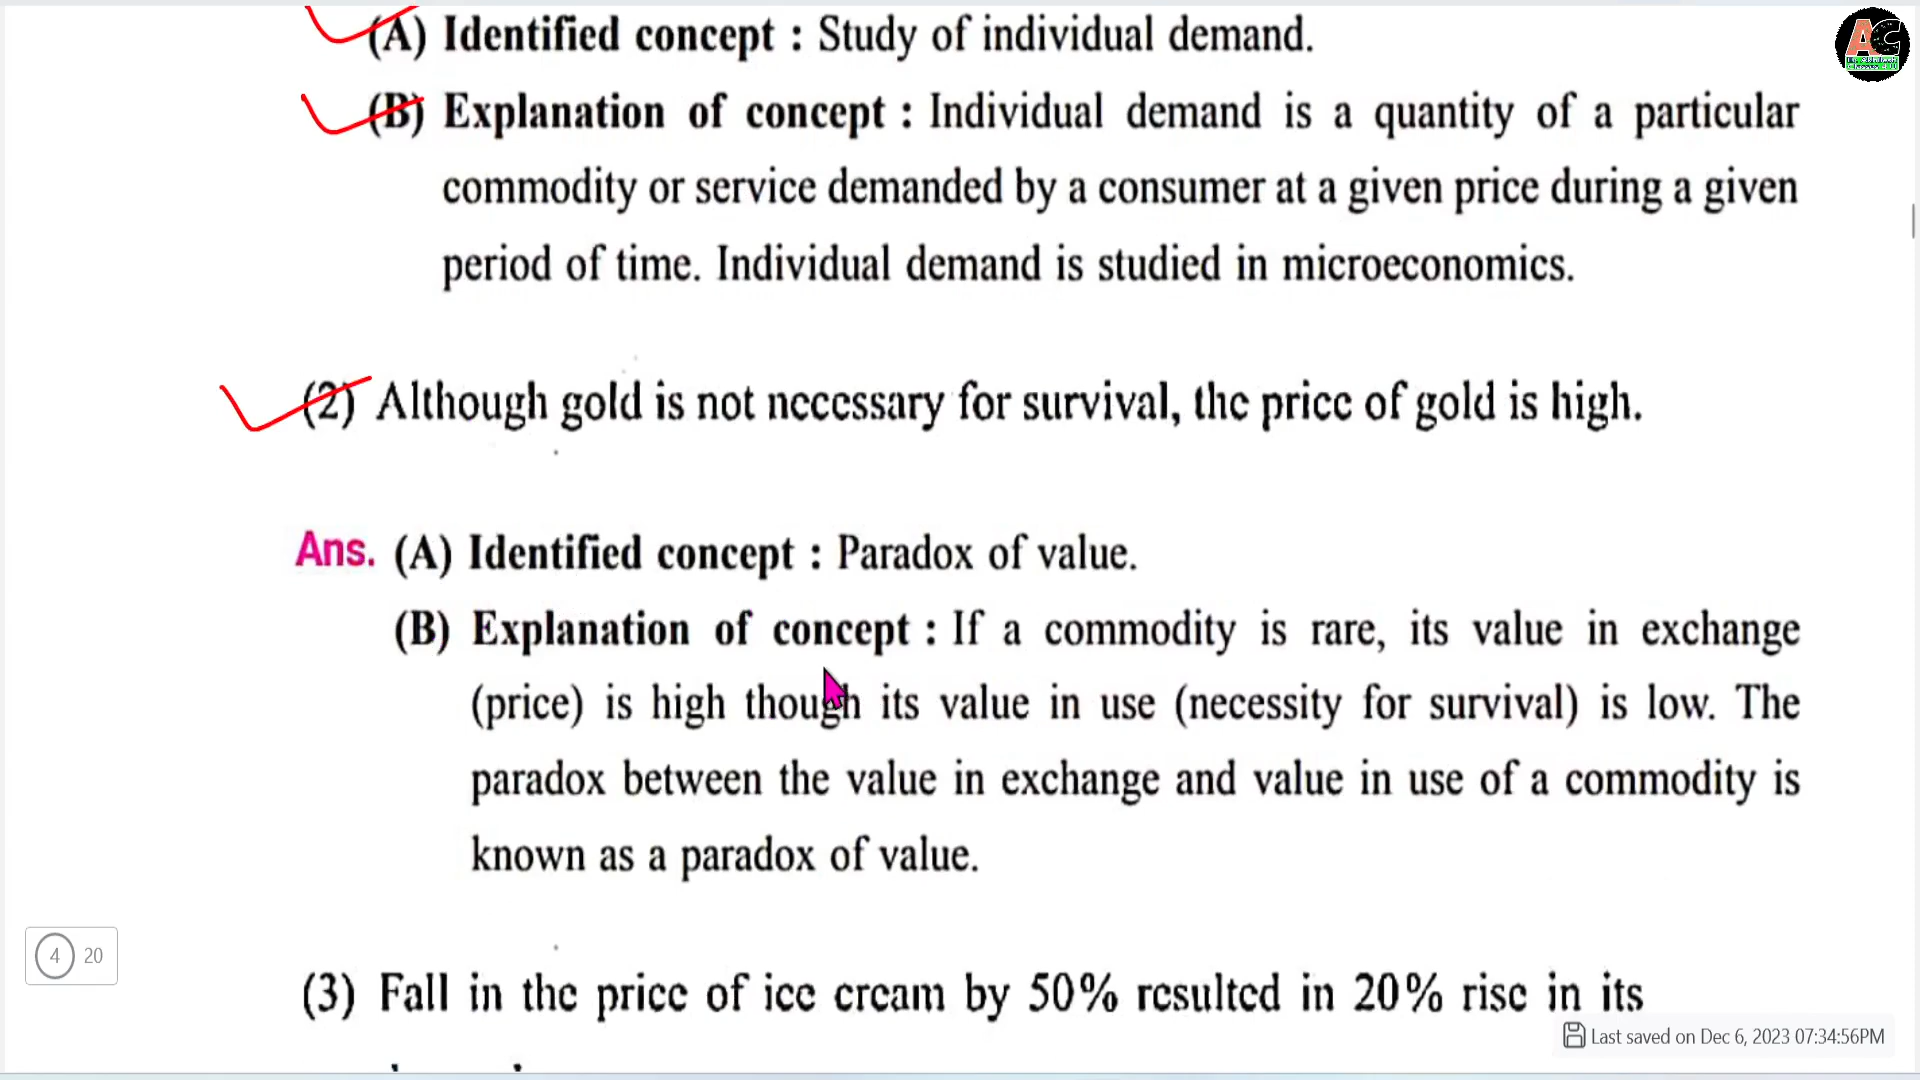 (A) Identified concept : Study of individual demand.
(B) Explanation of concept : Individual demand is a quantity of a particular
commodity or service demanded by a consumer at a given price during a given
period of time. Individual demand is studied in microeconomics.
(2) Although gold is not necessary for survival, the price of gold is high.
Ans. (A) Identified concept : Paradox of value.
(B) Explanation of concept : If a commodity is rare, its value in exchange
(price) is high though its value in use (necessity for survival) is low. The
paradox between the value in exchange and value in use of a commodity is
known as a paradox of value.
4 20
(3) Fall in the price of ice cream by 50% resulted in 20% rise in its
Last saved on Dec 6, 2023 07:34:56PM
AC